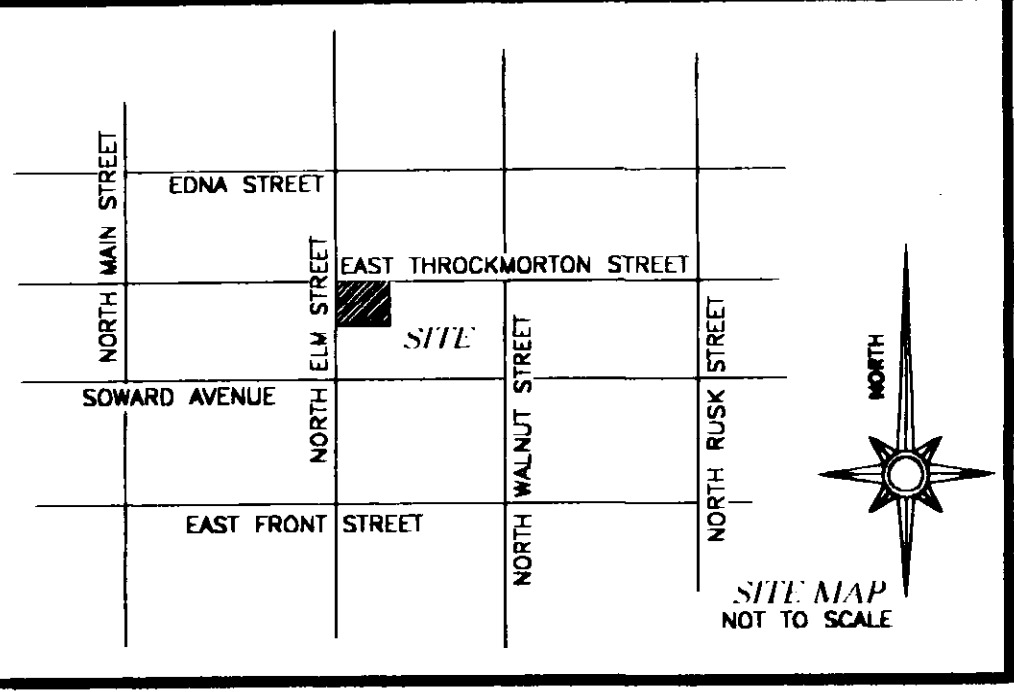 EDNA STREET
NORTH MAIN STREET
EAST THROCKMORTON STREET
NORTH ELM STREET
SITE
SOWARD AVENUE
NORTH WALNUT STREET
NORTH RUSK STREET
NORTH
EAST FRONT STREET
SITE MAP
NOT TO SCALE